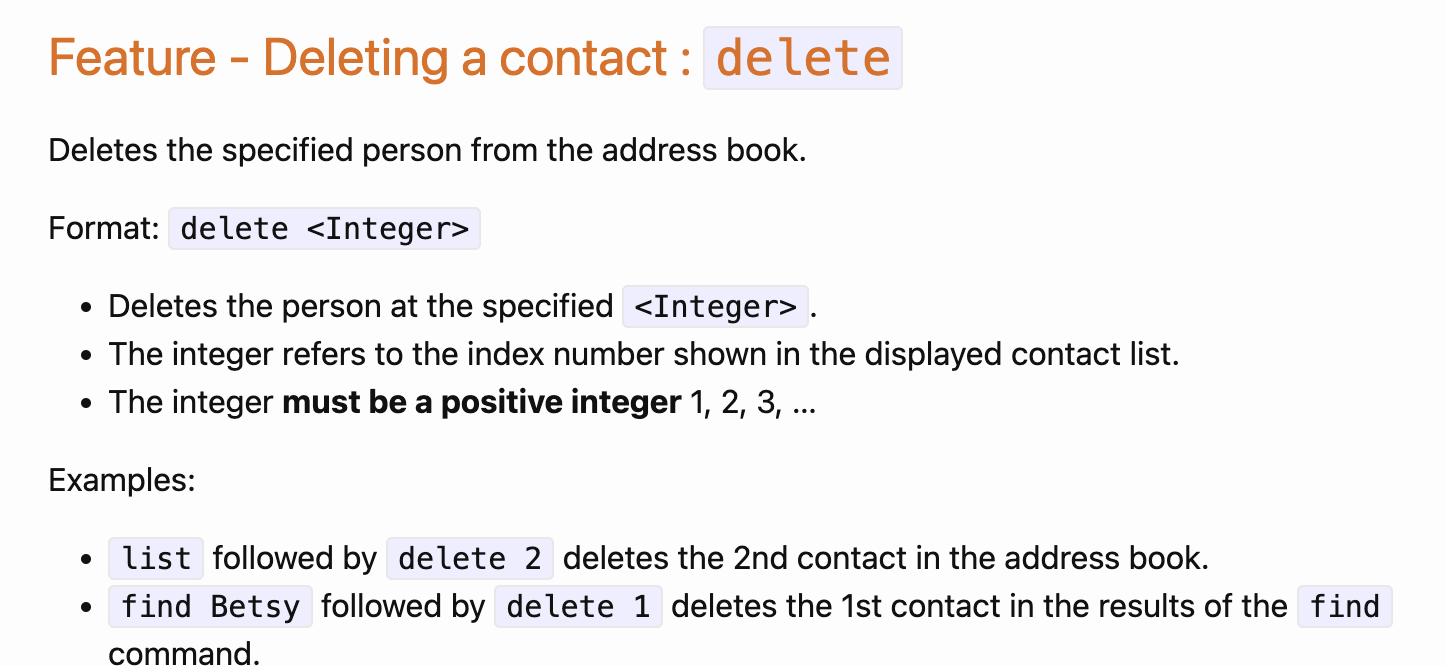 Feature - Deleting a contact : delete
Deletes the specified person from the address book.
Format: delete <Integer>
• Deletes the person at the specified <Integer>.
• The integer refers to the index number shown in the displayed contact list.
• The integer must be a positive integer 1, 2, 3, ...
Examples:
• list followed by delete 2 deletes the 2nd contact in the address book.
• find Betsy followed by delete 1 deletes the 1st contact in the results of the find
command.